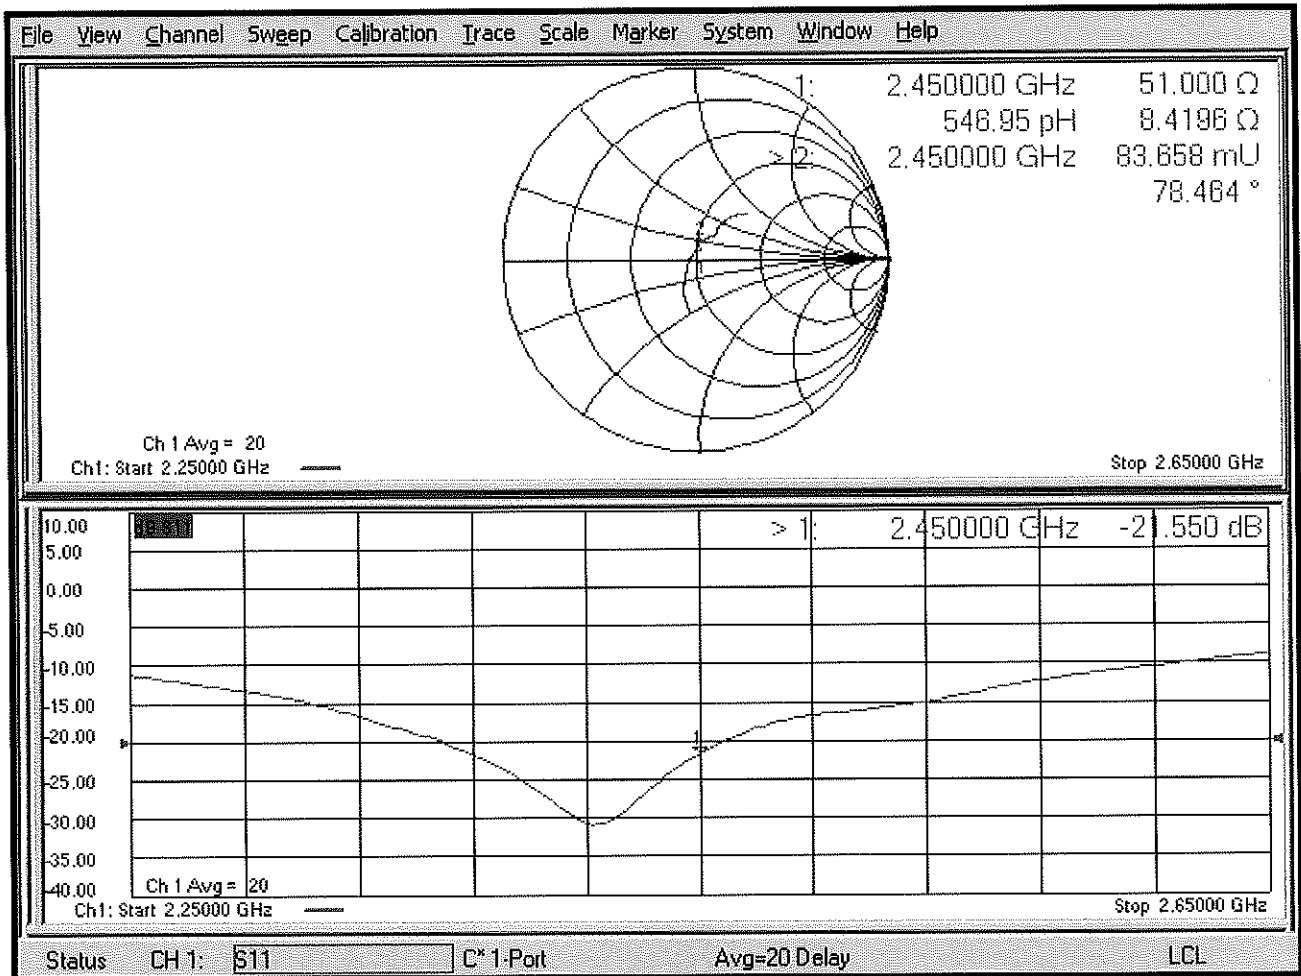 File View Channel Sweep Calibration Trace Scale Marker System Window Help
1: 2.450000 GHz 51.000 Ω
546.95 pH 8.4196 Ω
> 2: 2.450000 GHz 83.658 mU
78.464 °
Ch 1 Avg = 20
Ch1: Start 2.25000 GHz
Stop 2.65000 GHz
10.00
> 1: 2.450000 GHz -21.550 dB
5.00
0.00
-5.00
-10.00
-15.00
-20.00
1
-25.00
-30.00
-35.00
-40.00
Ch 1 Avg = 20
Ch1: Start 2.25000 GHz
Stop 2.65000 GHz
Status CH 1: S11 C* 1-Port Avg=20 Delay LCL